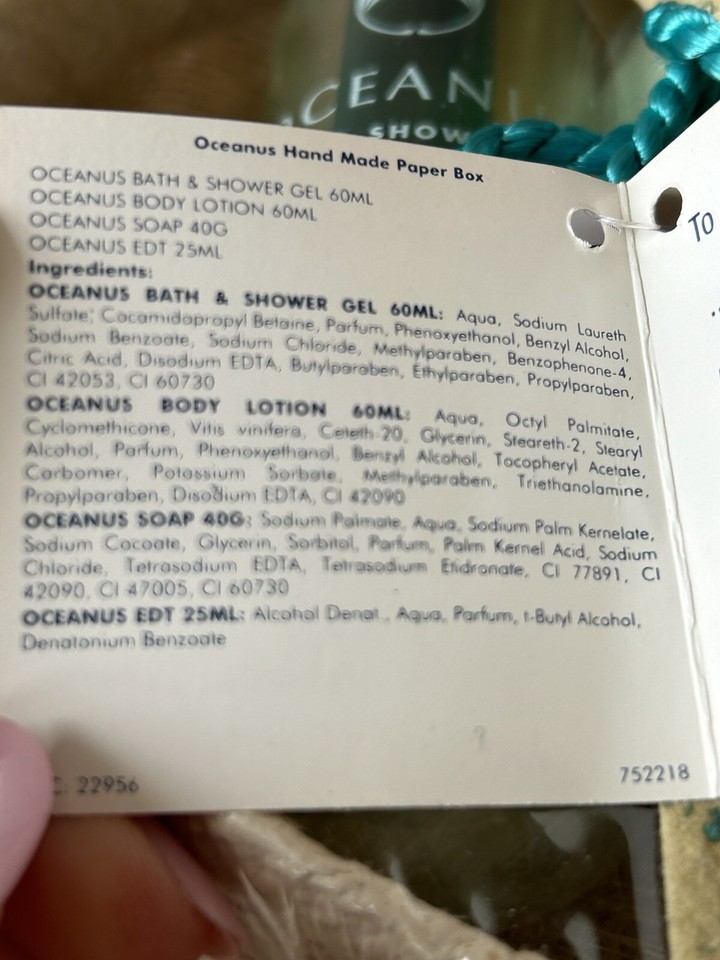 OCEAN
SHOW
Oceanus Hand Made Paper Box
OCEANUS BATH & SHOWER GEL 60ML
OCEANUS BODY LOTION 60ML
OCEANUS SOAP 40G
OCEANUS EDT 25ML
TO
Ingredients:
OCEANUS BATH & SHOWER GEL 60ML: Aqua, Sodium Laureth
Sulfate, Cocamidopropyl Betaine, Parfum, Phenoxyethanol, Benzyl Alcohol,
Sodium Benzoate, Sodium Chloride, Methylparaben, Benzophenone-4,
Citric Acid, Disodium EDTA, Butylparaben, Ethylparaben, Propylparaben,
CI 42053, CI 60730
OCEANUS BODY LOTION 60ML: Aqua, Octyl Palmitate,
Cyclomethicone, Vitis vinifera, Ceteth-20, Glycerin, Steareth-2, Stearyl
Alcohol, Parfum, Phenoxyethanol, Benzyl Alcohol, Tocopheryl Acetate,
Carbomer, Potassium Sorbate, Methylparaben, Triethanolamine,
Propylparaben, Disodium EDTA, CI 42090
OCEANUS SOAP 40G: Sodium Palmate, Aqua, Sodium Palm Kernelate,
Sodium Cocoate, Glycerin, Sorbitol, Parfum, Palm Kernel Acid, Sodium
Chloride, Tetrasodium EDTA, Tetrasodium Etidronate, CI 77891, CI
42090, CI 47005, CI 60730
OCEANUS EDT 25ML: Alcohol Denat., Aqua, Parfum, t-Butyl Alcohol,
Denatonium Benzoate
22956
752218